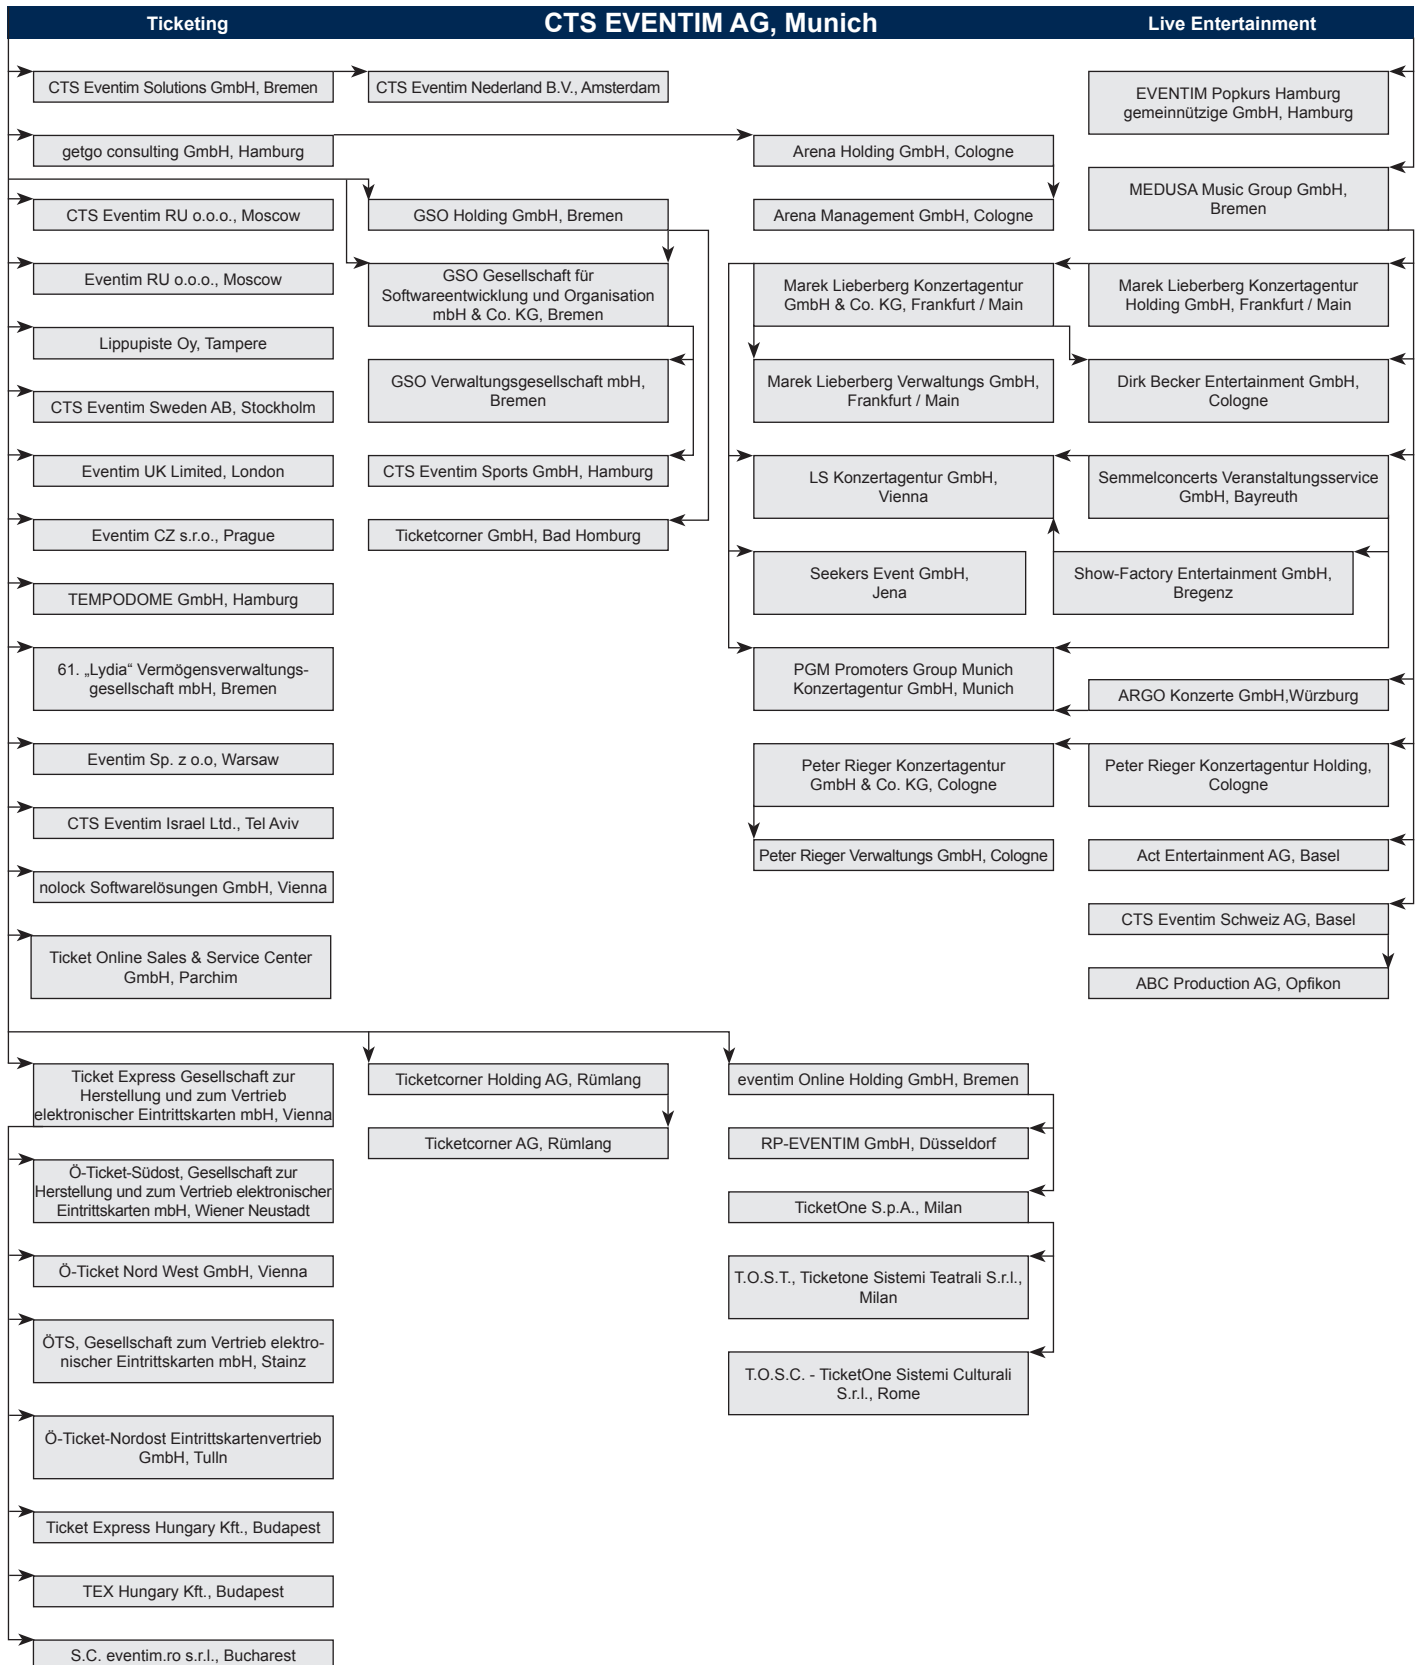 Ticketing
CTS EVENTIM AG, Munich
Live Entertainment
CTS Eventim Solutions GmbH, Bremen
CTS Eventim Nederland B.V., Amsterdam
EVENTIM Popkurs Hamburg
gemeinnützige GmbH, Hamburg
getgo consulting GmbH, Hamburg
Arena Holding GmbH, Cologne
MEDUSA Music Group GmbH,
Bremen
CTS Eventim RU o.o.o., Moscow
GSO Holding GmbH, Bremen
Arena Management GmbH, Cologne
Eventim RU o.o.o., Moscow
GSO Gesellschaft für
Softwareentwicklung und Organisation
mbH & Co. KG, Bremen
Marek Lieberberg Konzertagentur
GmbH & Co. KG, Frankfurt / Main
Marek Lieberberg Konzertagentur
Holding GmbH, Frankfurt / Main
Lippupiste Oy, Tampere
GSO Verwaltungsgesellschaft mbH,
Bremen
Marek Lieberberg Verwaltungs GmbH,
Frankfurt / Main
Dirk Becker Entertainment GmbH,
Cologne
CTS Eventim Sweden AB, Stockholm
Eventim UK Limited, London
CTS Eventim Sports GmbH, Hamburg
LS Konzertagentur GmbH,
Vienna
Semmelconcerts Veranstaltungsservice
GmbH, Bayreuth
Eventim CZ s.r.o., Prague
Ticketcorner GmbH, Bad Homburg
TEMPODOME GmbH, Hamburg
Seekers Event GmbH,
Jena
Show-Factory Entertainment GmbH,
Bregenz
61. „Lydia“ Vermögensverwaltungs-
gesellschaft mbH, Bremen
PGM Promoters Group Munich
Konzertagentur GmbH, Munich
ARGO Konzerte GmbH,Würzburg
Eventim Sp. z o.o, Warsaw
Peter Rieger Konzertagentur
GmbH & Co. KG, Cologne
Peter Rieger Konzertagentur Holding,
Cologne
CTS Eventim Israel Ltd., Tel Aviv
Peter Rieger Verwaltungs GmbH, Cologne
Act Entertainment AG, Basel
nolock Softwarelösungen GmbH, Vienna
CTS Eventim Schweiz AG, Basel
Ticket Online Sales & Service Center
GmbH, Parchim
ABC Production AG, Opfikon
Ticket Express Gesellschaft zur
Herstellung und zum Vertrieb
elektronischer Eintrittskarten mbH, Vienna
Ticketcorner Holding AG, Rümlang
eventim Online Holding GmbH, Bremen
Ticketcorner AG, Rümlang
RP-EVENTIM GmbH, Düsseldorf
Ö-Ticket-Südost, Gesellschaft zur
Herstellung und zum Vertrieb elektronischer
Eintrittskarten mbH, Wiener Neustadt
TicketOne S.p.A., Milan
Ö-Ticket Nord West GmbH, Vienna
T.O.S.T., Ticketone Sistemi Teatrali S.r.l.,
Milan
ÖTS, Gesellschaft zum Vertrieb elektro-
nischer Eintrittskarten mbH, Stainz
T.O.S.C. - TicketOne Sistemi Culturali
S.r.l., Rome
Ö-Ticket-Nordost Eintrittskartenvertrieb
GmbH, Tulln
Ticket Express Hungary Kft., Budapest
TEX Hungary Kft., Budapest
S.C. eventim.ro s.r.l., Bucharest